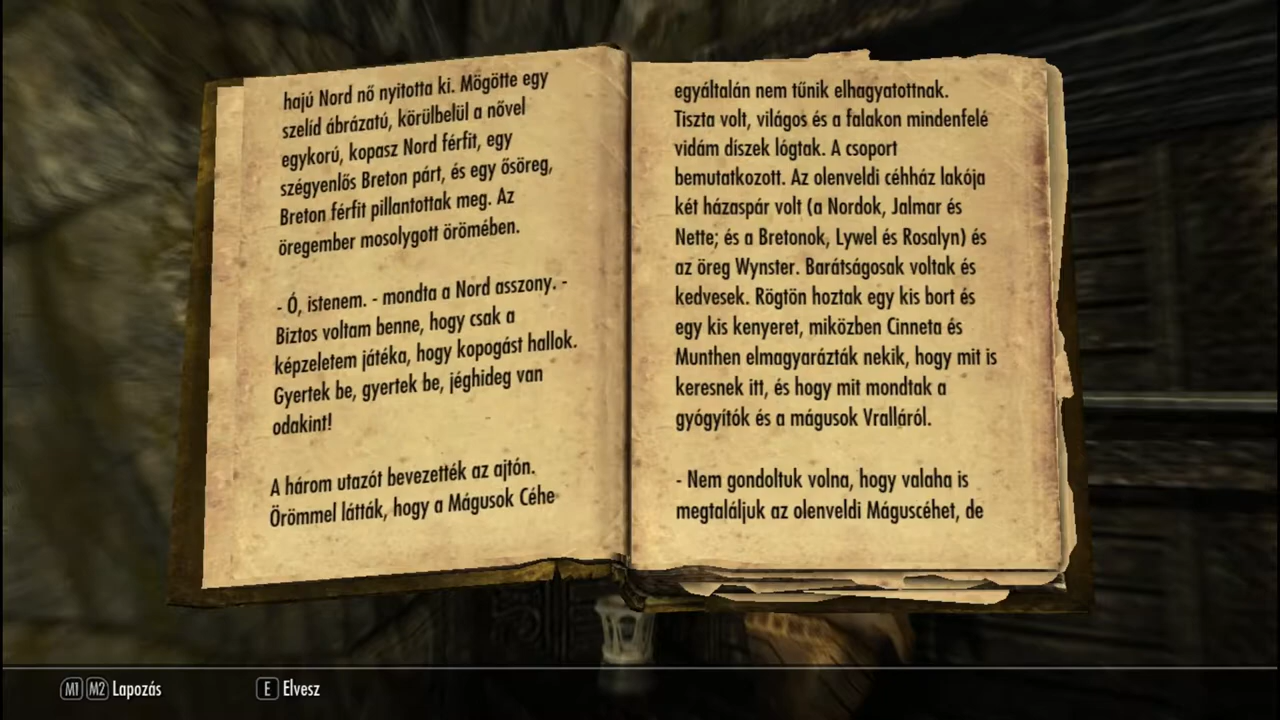 hajú Nord nő nyitotta ki. Mögötte egy
szelíd ábrázatú, körülbelül a nővel
egykorú, kopasz Nord férfit, egy
szégyenlős Breton párt, és egy ősöreg,
Breton férfit pillantottak meg. Az
öregember mosolygott örömében.
- Ó, istenem. - mondta a Nord asszony. -
Biztos voltam benne, hogy csak a
képzeletem játéka, hogy kopogást hallok.
Gyertek be, gyertek be, jéghideg van
odakint!
A három utazót bevezették az ajtón.
Örömmel látták, hogy a Mágusok Céhe
egyáltalán nem tűnik elhagyatottnak.
Tiszta volt, világos és a falakon mindenfelé
vidám díszek lógtak. A csoport
bemutatkozott. Az olenveldi céhház lakója
két házaspár volt (a Nordok, Jalmar és
Nette; és a Bretonok, Lywel és Rosalyn) és
az öreg Wynster. Barátságosak voltak és
kedvesek. Rögtön hoztak egy kis bort és
egy kis kenyeret, miközben Cinneta és
Munthen elmagyarázták nekik, hogy mit is
keresnek itt, és hogy mit mondtak a
gyógyítók és a mágusok Vralláról.
- Nem gondoltuk volna, hogy valaha is
megtaláljuk az olenveldi Máguscéhet, de
M1 M2 Lapozás
E Elvesz